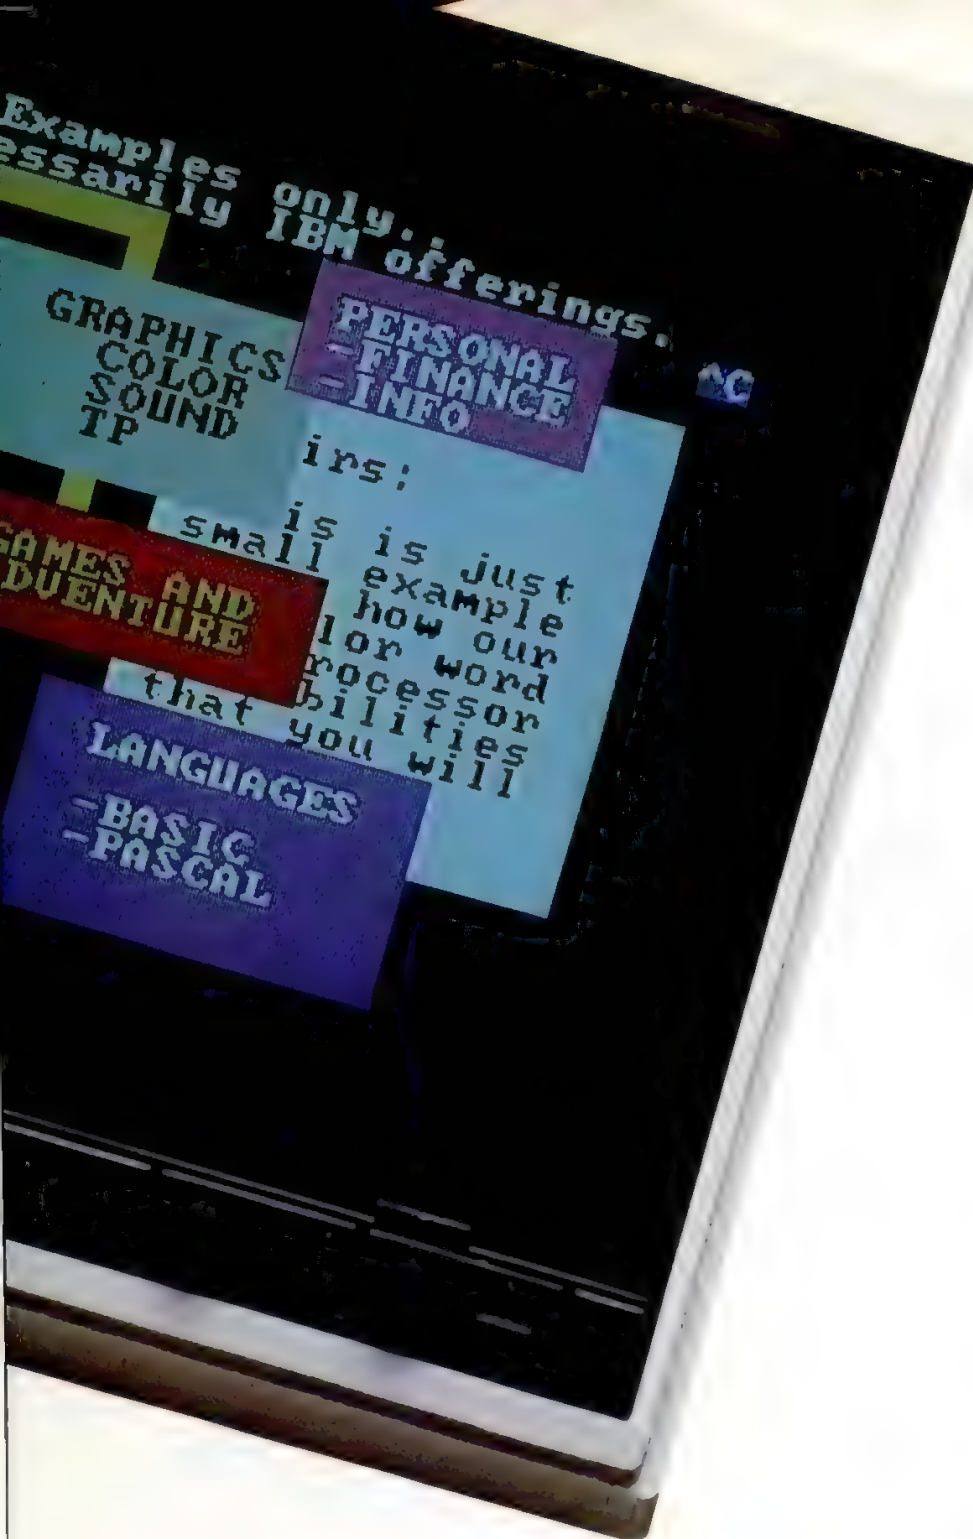 Examples only..
essarily IBM offerings.
^C
GRAPHICS
COLOR
SOUND
TP
PERSONAL
-FINANCE
-INFO
irs:
is is just
small example
how our
lor word
rocessor
bilities
that you will
GAMES AND
DVENTURE
LANGUAGES
-BASIC
-PASCAL